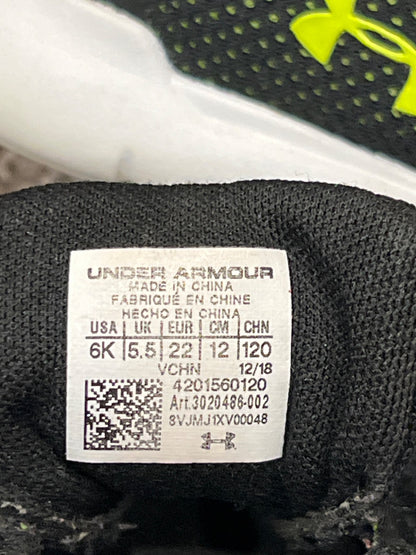 UNDER ARMOUR
MADE IN CHINA
FABRIQUÉ EN CHINE
HECHO EN CHINA
USA UK EUR CM CHN
6K 5.5 22 12 120
VCHN 12/18
4201560120
Art.3020486-002
8VJMJ1XV00048